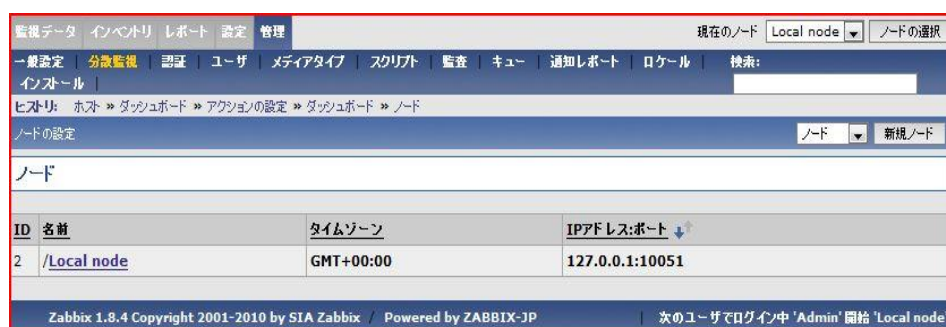 監視データ インベントリ レポート 設定 管理 現在のノード Local node ノードの選択
一般設定 | 分散監視 | 認証 | ユーザ | メディアタイプ | スクリプト | 監査 | キュー | 通知レポート | ロケール | 検索:
インストール |
ヒストリ: ホスト » ダッシュボード » アクションの設定 » ダッシュボード » ノード
ノードの設定 ノード 新規ノード
ノード
ID 名前 タイムゾーン IPアドレス:ポート
2 /Local node GMT+00:00 127.0.0.1:10051
Zabbix 1.8.4 Copyright 2001-2010 by SIA Zabbix / Powered by ZABBIX-JP | 次のユーザでログイン中 'Admin' 開始 'Local node